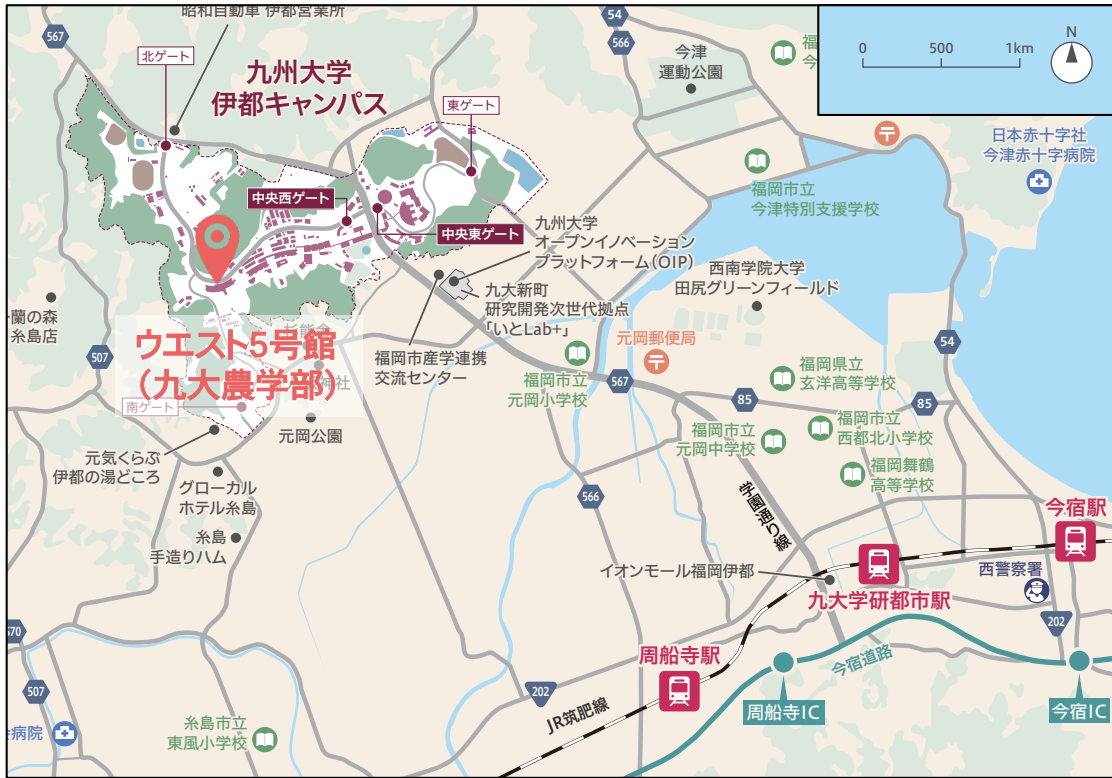 昭和自動車 伊都営業所
567
北ゲート
九州大学
伊都キャンパス
東ゲート
中央西ゲート
中央東ゲート
54
566
今津
運動公園
0 500 1km
N
日本赤十字社
今津赤十字病院
福岡市立
今津特別支援学校
九州大学
オープンイノベーション
プラットフォーム(OIP)
九大新町
研究開発次世代拠点
「いとLab+」
西南学院大学
田尻グリーンフィールド
蘭の森
糸島店
507
ウエスト5号館
(九大農学部)
神社
南ゲート
福岡市産学連携
交流センター
福岡市立
元岡小学校
元岡郵便局
567
54
福岡県立
玄洋高等学校
85
85
福岡市立
元岡中学校
福岡市立
西都北小学校
福岡舞鶴
高等学校
元岡公園
元気くらぶ
伊都の湯どころ
グローカル
ホテル糸島
糸島
手造りハム
566
学園通り線
今宿駅
イオンモール福岡伊都
九大学研都市駅
西警察署
202
周船寺駅
今宿道路
周船寺IC
今宿IC
202
JR筑肥線
570
507
病院
糸島市立
東風小学校